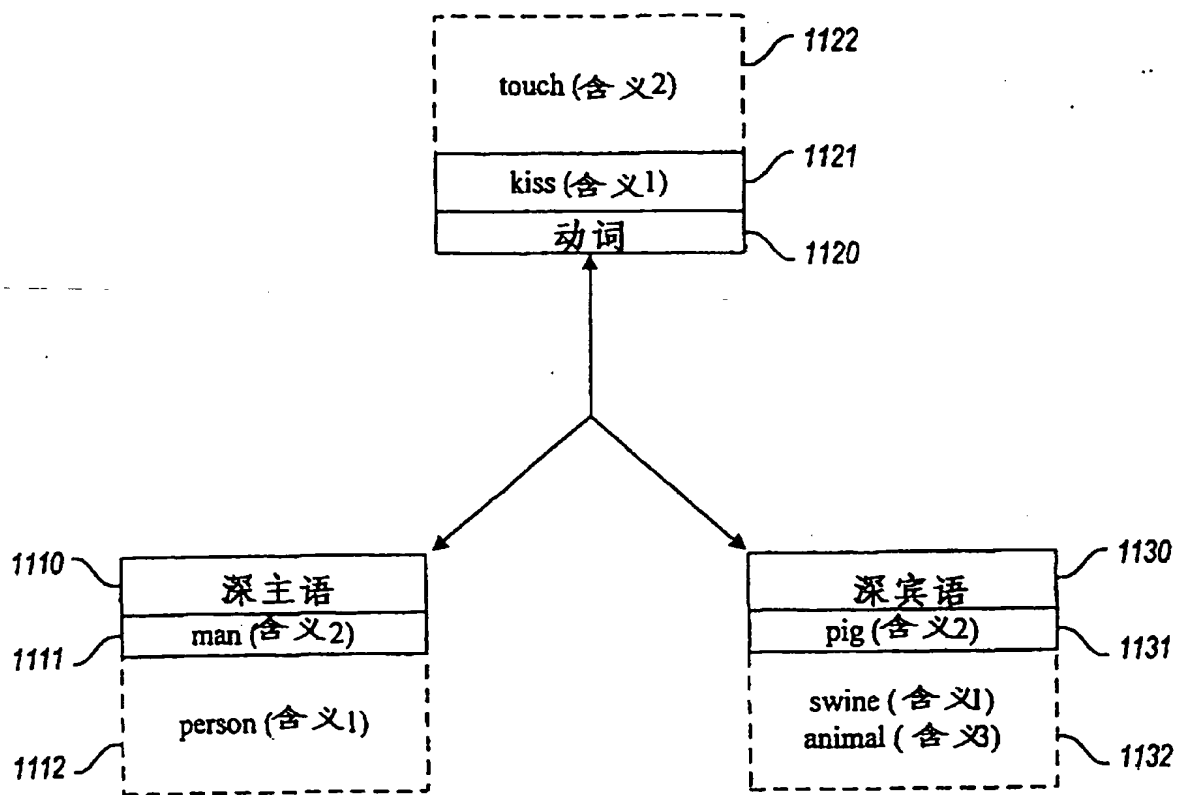 1122
touch (含义2)
1121
kiss (含义1)
动词
1120
1110
深主语
man (含义2)
1111
person (含义1)
1112
1130
深宾语
pig (含义2)
1131
swine (含义1)
animal (含义3)
1132